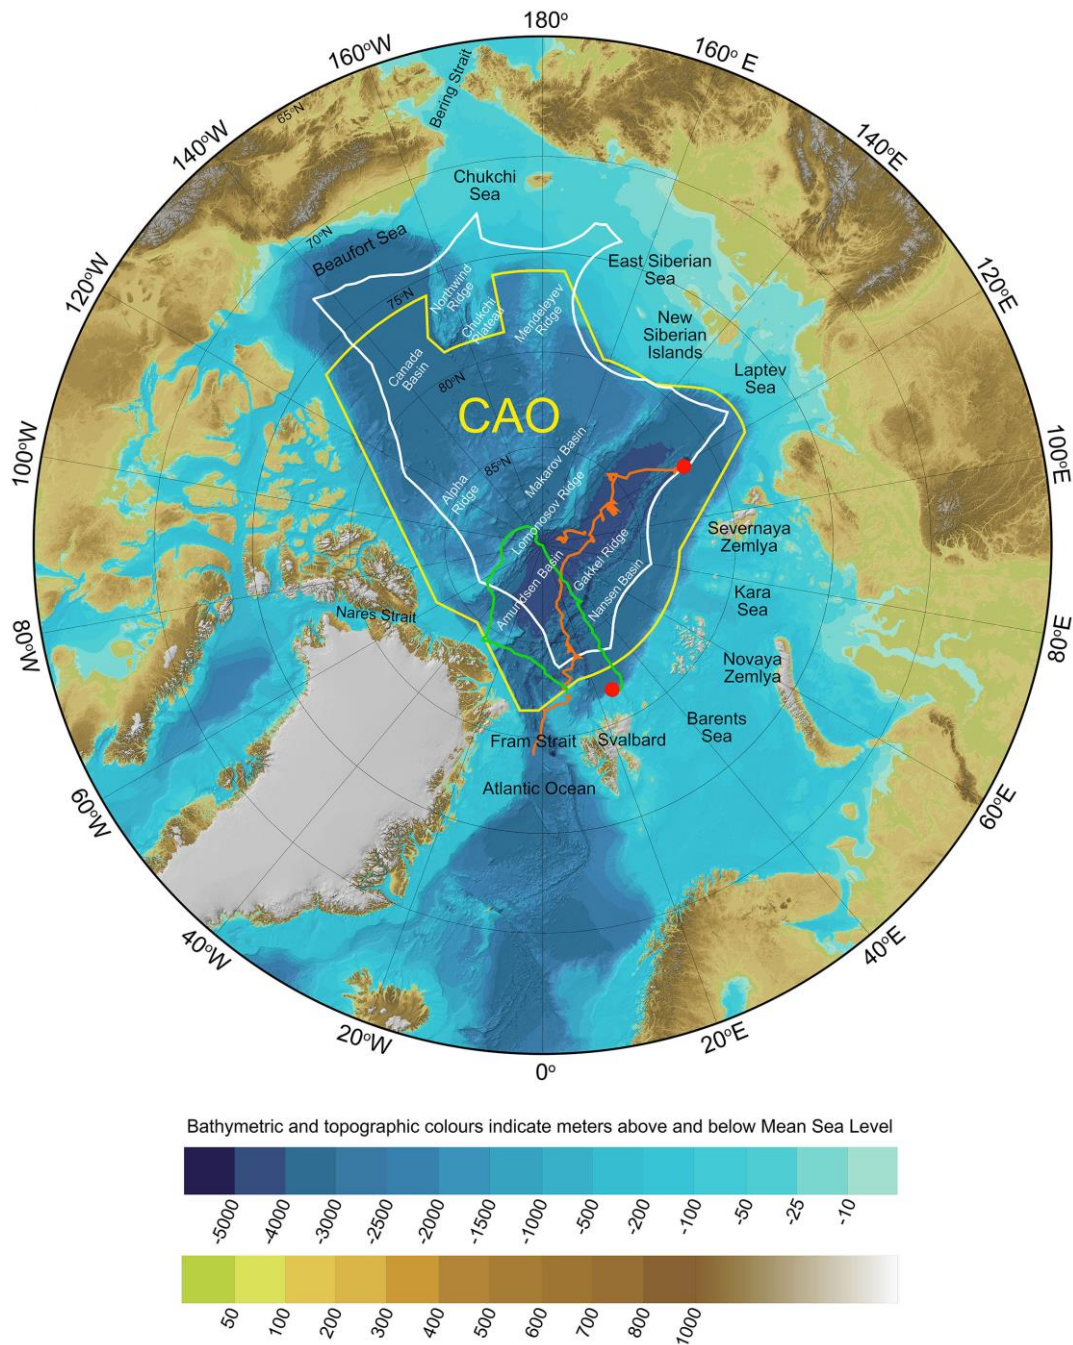 180°
160°W
160° E
Bering Strait
65°N
140°W
140°E
Chukchi
Sea
70°N
Beaufort Sea
120°W
120°E
East Siberian
Sea
75°N
Northwind
Ridge
Chukchi
Plateau
Mendeleyev
Ridge
New
Siberian
Islands
Canada
Basin
80°N
Laptev
Sea
CAO
100°W
100°E
85°N
Makarov Basin
Alpha
Ridge
Lomonosov Ridge
Severnaya
Zemlya
Amundsen Basin
Gakkel Ridge
Nansen Basin
Kara
Sea
Nares Strait
80°W
80°E
Novaya
Zemlya
Barents
Sea
Fram Strait
Svalbard
Atlantic Ocean
60°W
60°E
40°W
40°E
20°W
20°E
0°
Bathymetric and topographic colours indicate meters above and below Mean Sea Level
-5000
-4000
-3000
-2500
-2000
-1500
-1000
-500
-200
-100
-50
-25
-10
50
100
200
300
400
500
600
700
800
1000